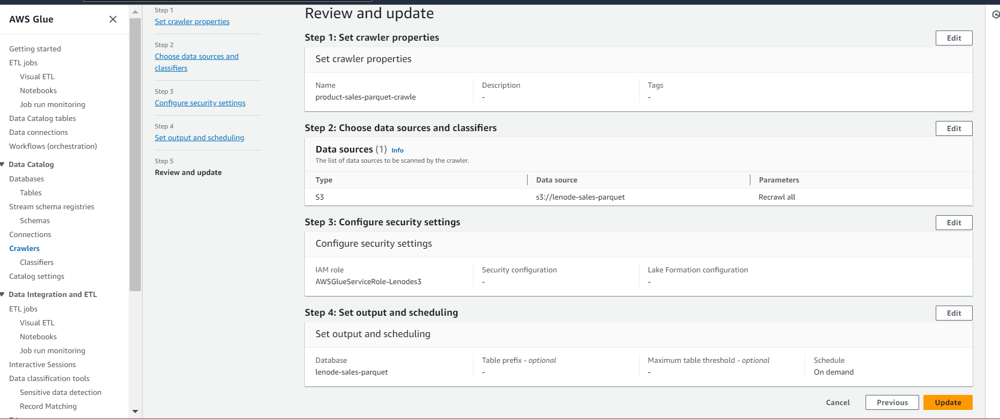 AWS Glue
Getting started
ETL jobs
Visual ETL
Notebooks
Job run monitoring
Data Catalog tables
Data connections
Workflows (orchestration)
Data Catalog
Databases
Tables
Stream schema registries
Schemas
Connections
Crawlers
Classifiers
Catalog settings
Data Integration and ETL
ETL jobs
Visual ETL
Notebooks
Job run monitoring
Interactive Sessions
Data classification tools
Sensitive data detection
Record Matching
Step 1
Set crawler properties
Step 2
Choose data sources and
classifiers
Step 3
Configure security settings
Step 4
Set output and scheduling
Step 5
Review and update
Review and update
Step 1: Set crawler properties
Edit
Set crawler properties
Name
product-sales-parquet-crawle
Description
-
Tags
-
Step 2: Choose data sources and classifiers
Edit
Data sources (1) Info
The list of data sources to be scanned by the crawler.
Type Data source Parameters
S3 s3://lenode-sales-parquet Recrawl all
Step 3: Configure security settings
Edit
Configure security settings
IAM role
AWSGlueServiceRole-Lenodes3
Security configuration
-
Lake Formation configuration
-
Step 4: Set output and scheduling
Edit
Set output and scheduling
Database
lenode-sales-parquet
Table prefix - optional
-
Maximum table threshold - optional
-
Schedule
On demand
Cancel Previous Update